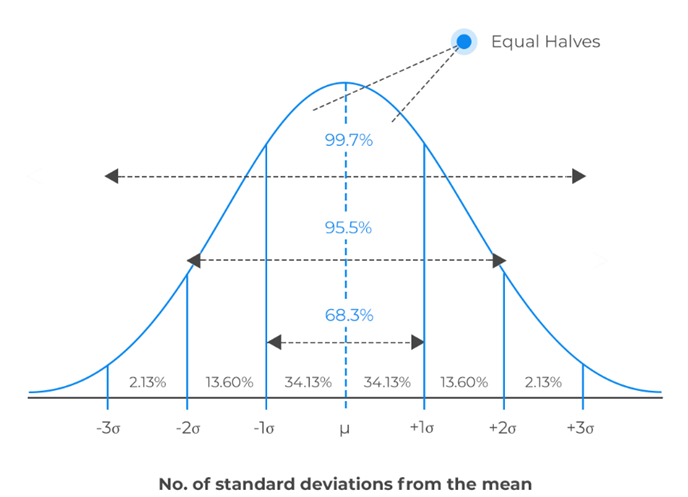 Equal Halves
99.7%
95.5%
68.3%
2.13% 13.60% 34.13% 34.13% 13.60% 2.13%
-3σ -2σ -1σ µ +1σ +2σ +3σ
No. of standard deviations from the mean